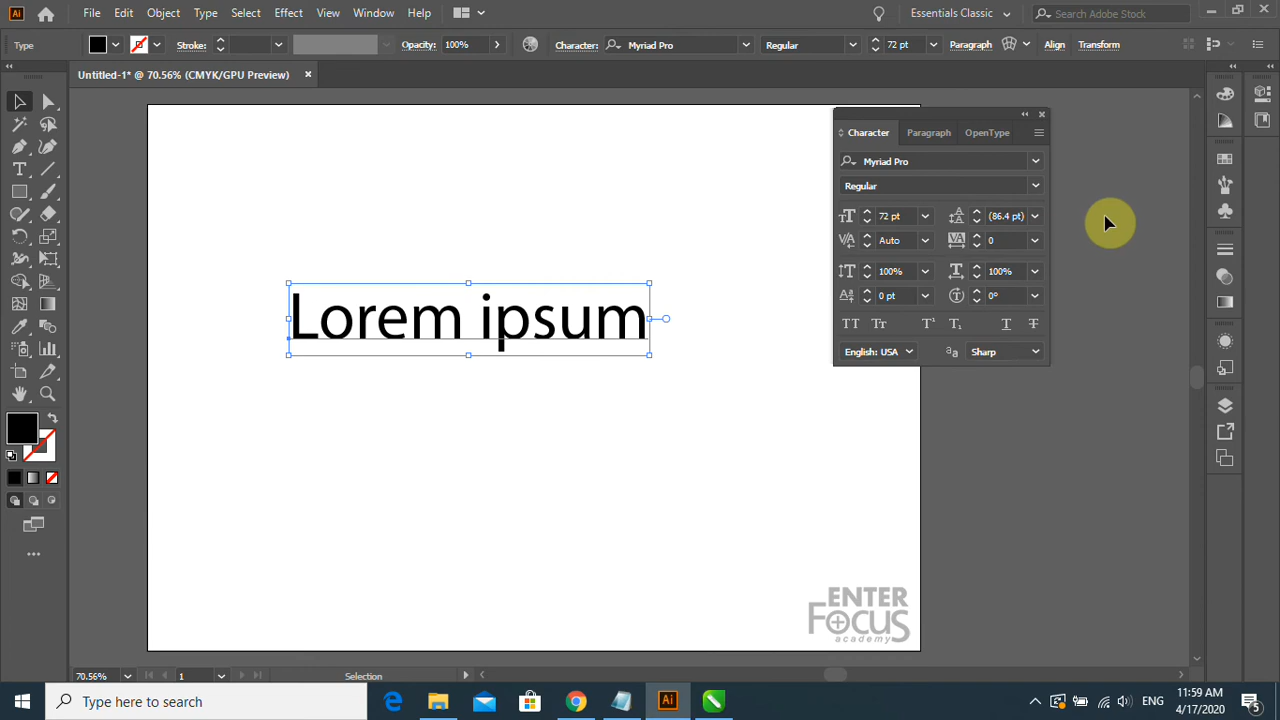 Ai File Edit Object Type Select Effect View Window Help Essentials Classic Search Adobe Stock
Type Stroke: Opacity: 100% Character: Myriad Pro Regular 72 pt Paragraph Align Transform
Untitled-1* @ 70.56% (CMYK/GPU Preview)
Character Paragraph OpenType
Myriad Pro
Regular
72 pt (86.4 pt)
Auto 0
100% 100%
0 pt 0°
English: USA Sharp
Lorem ipsum
ENTER
FOCUS
academy
70.56% 1 Selection
Type here to search
Ai
ENG
11:59 AM
4/17/2020
5